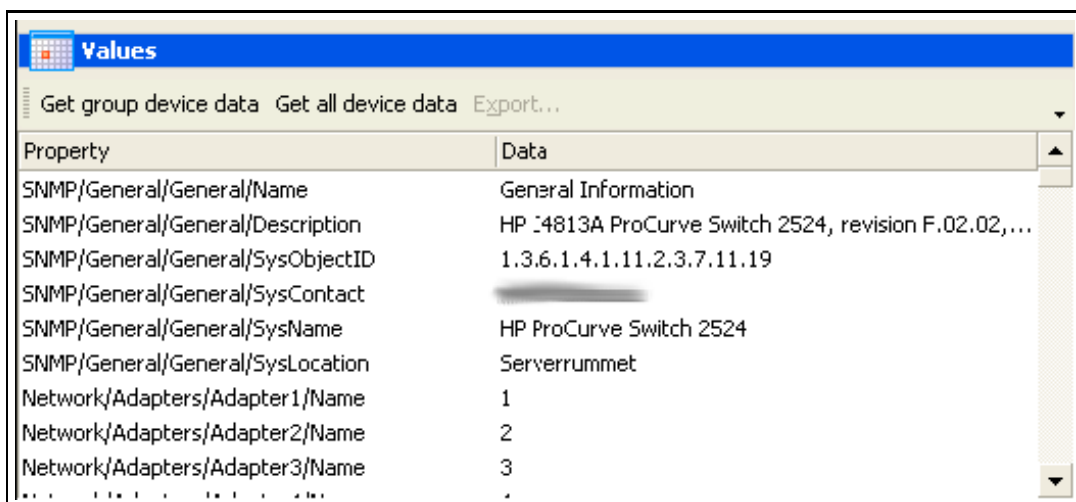 Values
Get group device data Get all device data Export...
Property Data
SNMP/General/General/Name General Information
SNMP/General/General/Description HP J4813A ProCurve Switch 2524, revision F.02.02,...
SNMP/General/General/SysObjectID 1.3.6.1.4.1.11.2.3.7.11.19
SNMP/General/General/SysContact
SNMP/General/General/SysName HP ProCurve Switch 2524
SNMP/General/General/SysLocation Serverrummet
Network/Adapters/Adapter1/Name 1
Network/Adapters/Adapter2/Name 2
Network/Adapters/Adapter3/Name 3